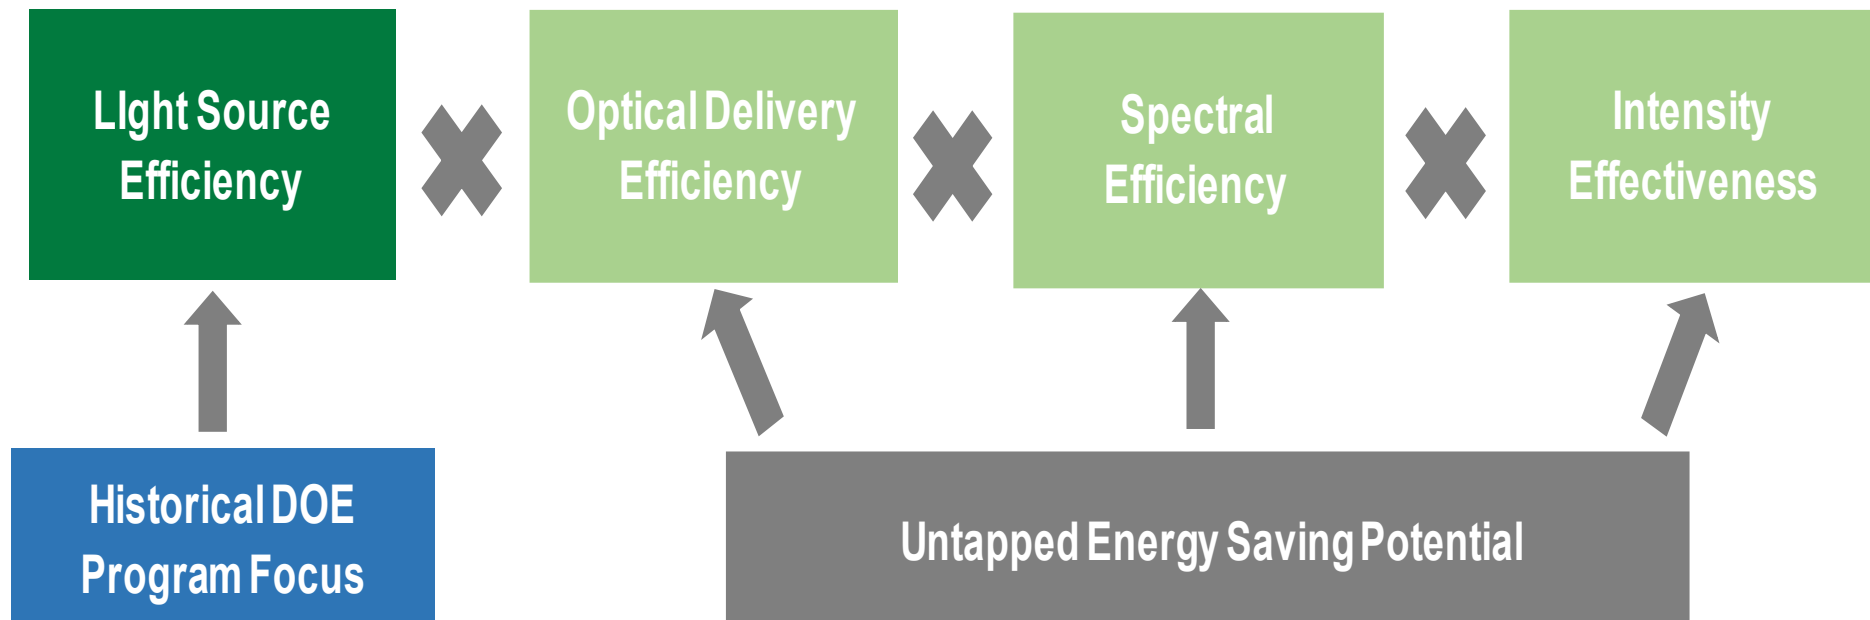 LIght Source
Efficiency
Optical Delivery
Efficiency
Spectral
Efficiency
Intensity
Effectiveness
Historical DOE
Program Focus
Untapped Energy Saving Potential